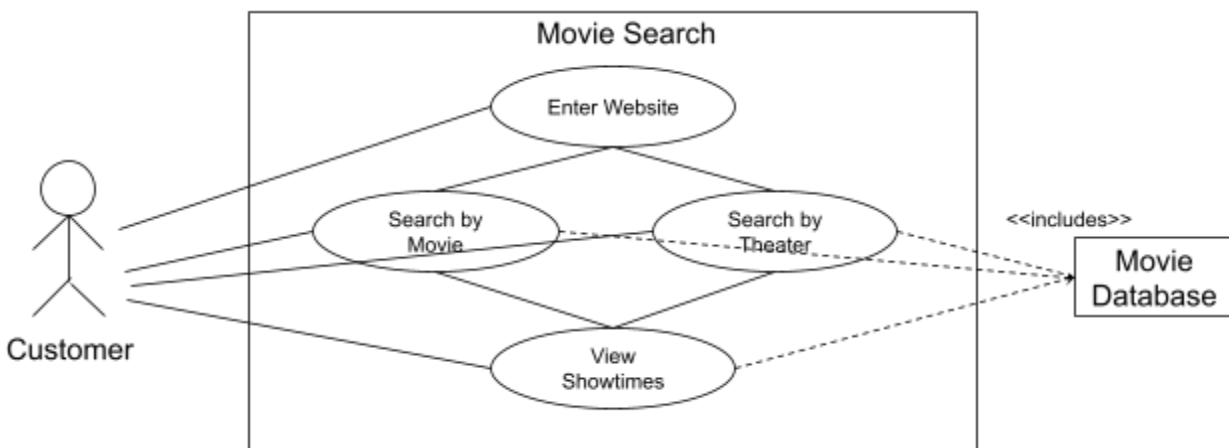 Movie Search
Enter Website
Search by
Movie
Search by
Theater
<<includes>>
Movie
Database
Customer
View
Showtimes